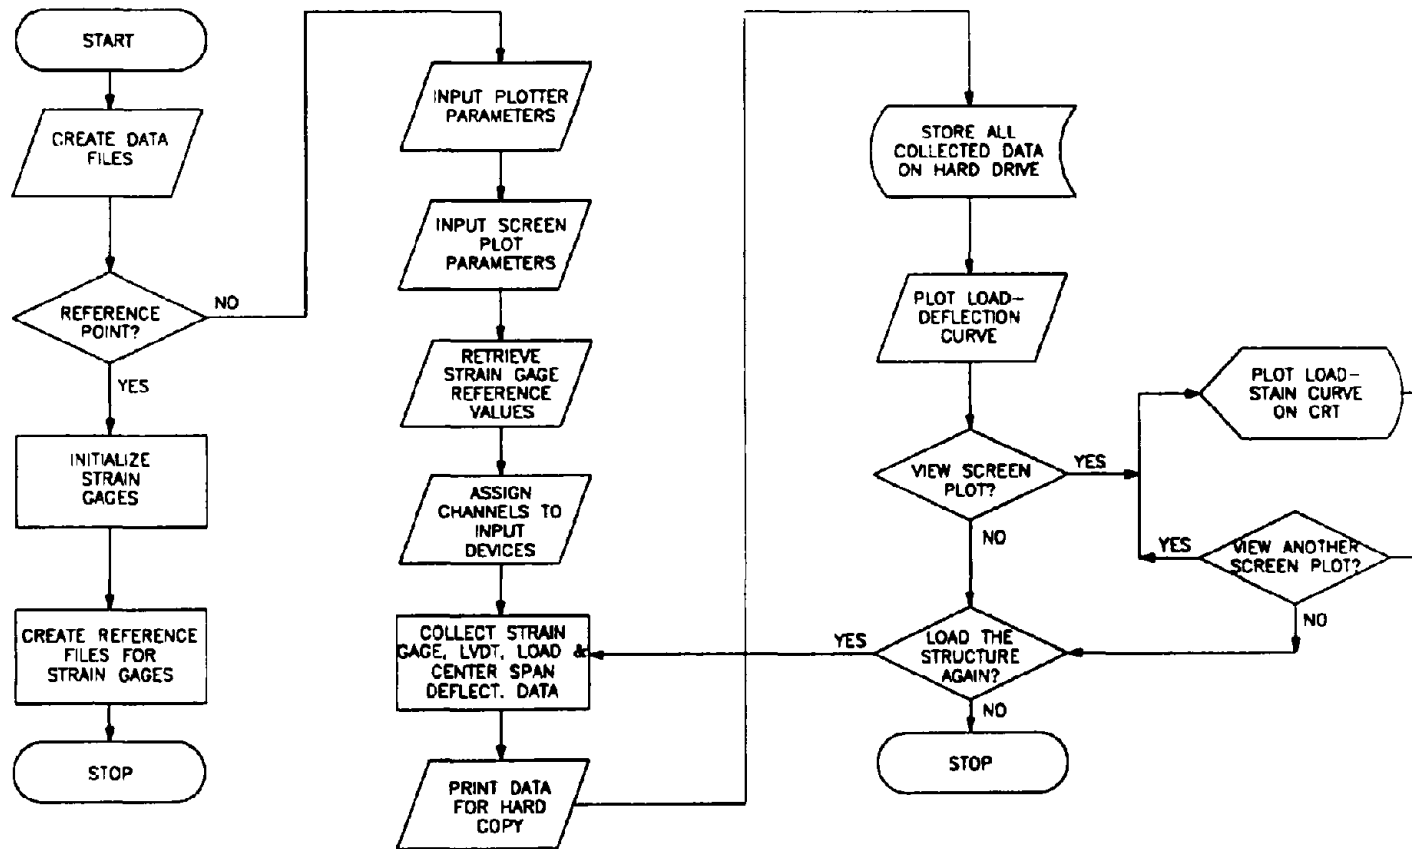 START
CREATE DATA
FILES
REFERENCE
POINT?
NO
YES
INITIALIZE
STRAIN
GAGES
CREATE REFERENCE
FILES FOR
STRAIN GAGES
STOP
INPUT PLOTTER
PARAMETERS
INPUT SCREEN
PLOT
PARAMETERS
RETRIEVE
STRAIN GAGE
REFERENCE
VALUES
ASSIGN
CHANNELS TO
INPUT
DEVICES
COLLECT STRAIN
GAGE, LVDT, LOAD &
CENTER SPAN
DEFLECT. DATA
PRINT DATA
FOR HARD
COPY
STORE ALL
COLLECTED DATA
ON HARD DRIVE
PLOT LOAD-
DEFLECTION
CURVE
VIEW SCREEN
PLOT?
YES
NO
PLOT LOAD-
STAIN CURVE
ON CRT
VIEW ANOTHER
SCREEN PLOT?
YES
NO
LOAD THE
STRUCTURE
AGAIN?
YES
NO
STOP